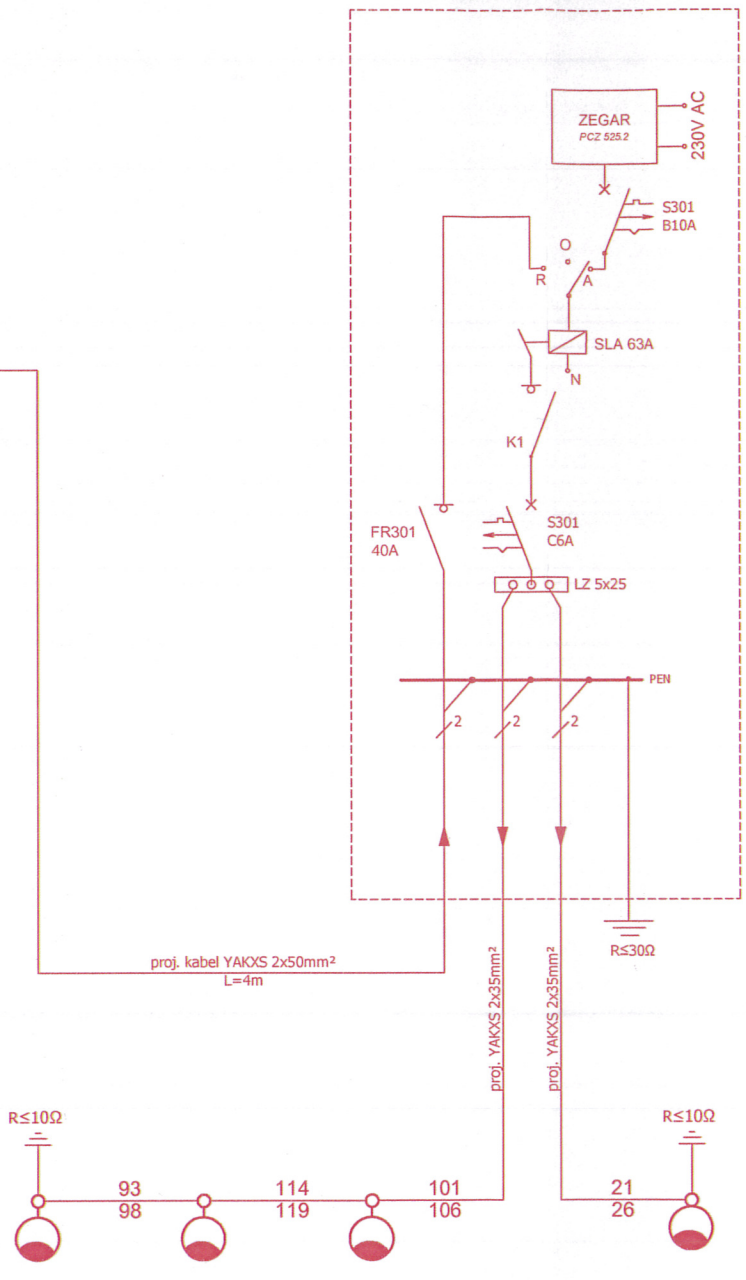 ZEGAR
PCZ 525.2
230V AC
S301
B10A
O
R
A
SLA 63A
N
K1
FR301
40A
S301
C6A
LZ 5x25
PEN
2
2
2
R≤30Ω
proj. kabel YAKXS 2x50mm²
L=4m
proj. YAKXS 2x35mm²
proj. YAKXS 2x35mm²
R≤10Ω
R≤10Ω
93
114
101
21
98
119
106
26